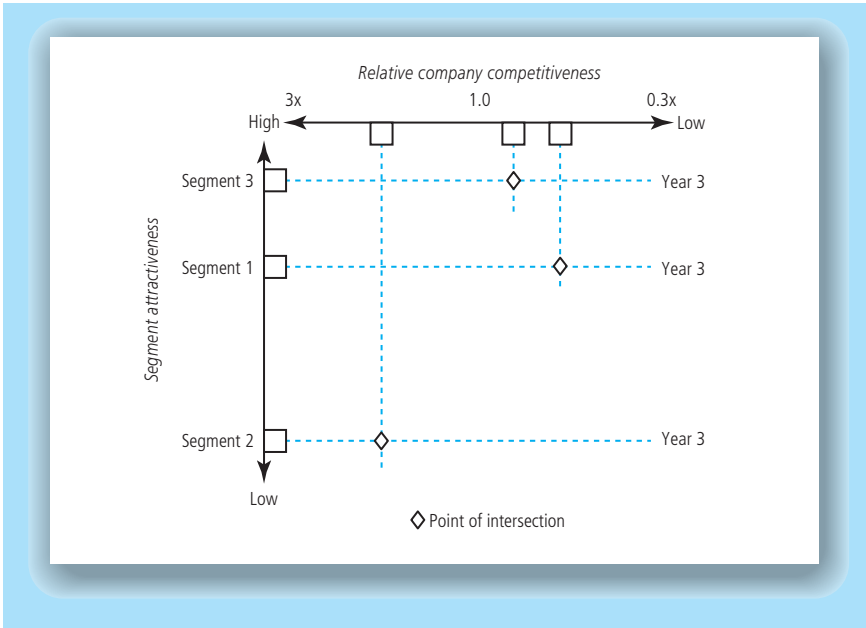 Relative company competitiveness
3x 1.0 0.3x
High Low
Segment 3 Year 3
Segment 1 Year 3
Segment attractiveness
Segment 2 Year 3
Low
Point of intersection